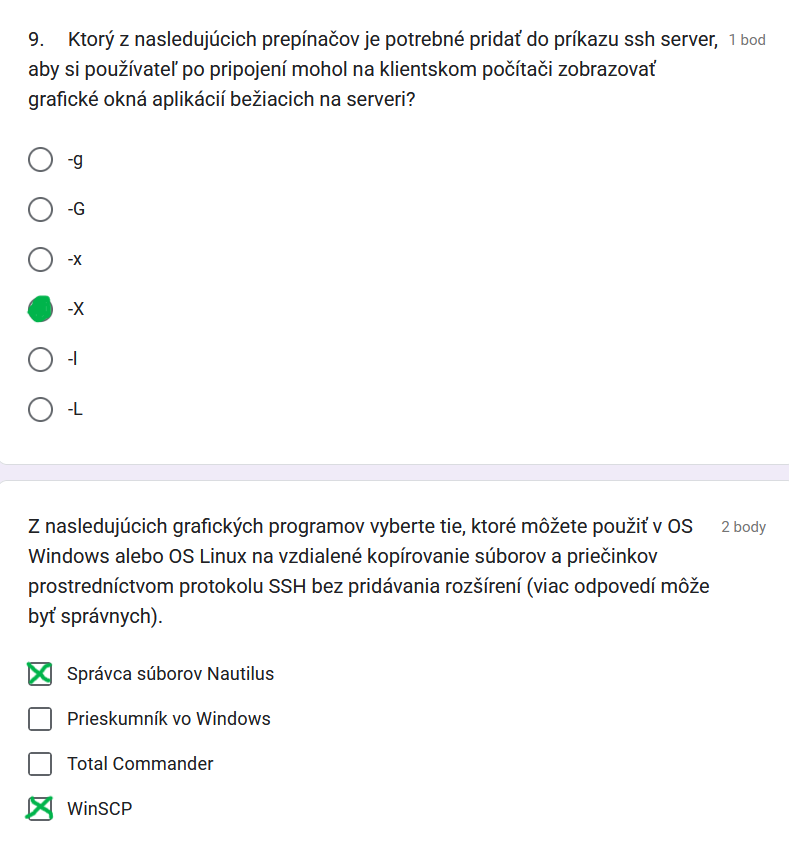 9. Ktorý z nasledujúcich prepínačov je potrebné pridať do príkazu ssh server, 1 bod
aby si používateľ po pripojení mohol na klientskom počítači zobrazovať
grafické okná aplikácií bežiacich na serveri?
-g
-G
-x
-X
-l
-L
Z nasledujúcich grafických programov vyberte tie, ktoré môžete použiť v OS 2 body
Windows alebo OS Linux na vzdialené kopírovanie súborov a priečinkov
prostredníctvom protokolu SSH bez pridávania rozšírení (viac odpovedí môže
byť správnych).
Správca súborov Nautilus
Prieskumník vo Windows
Total Commander
WinSCP